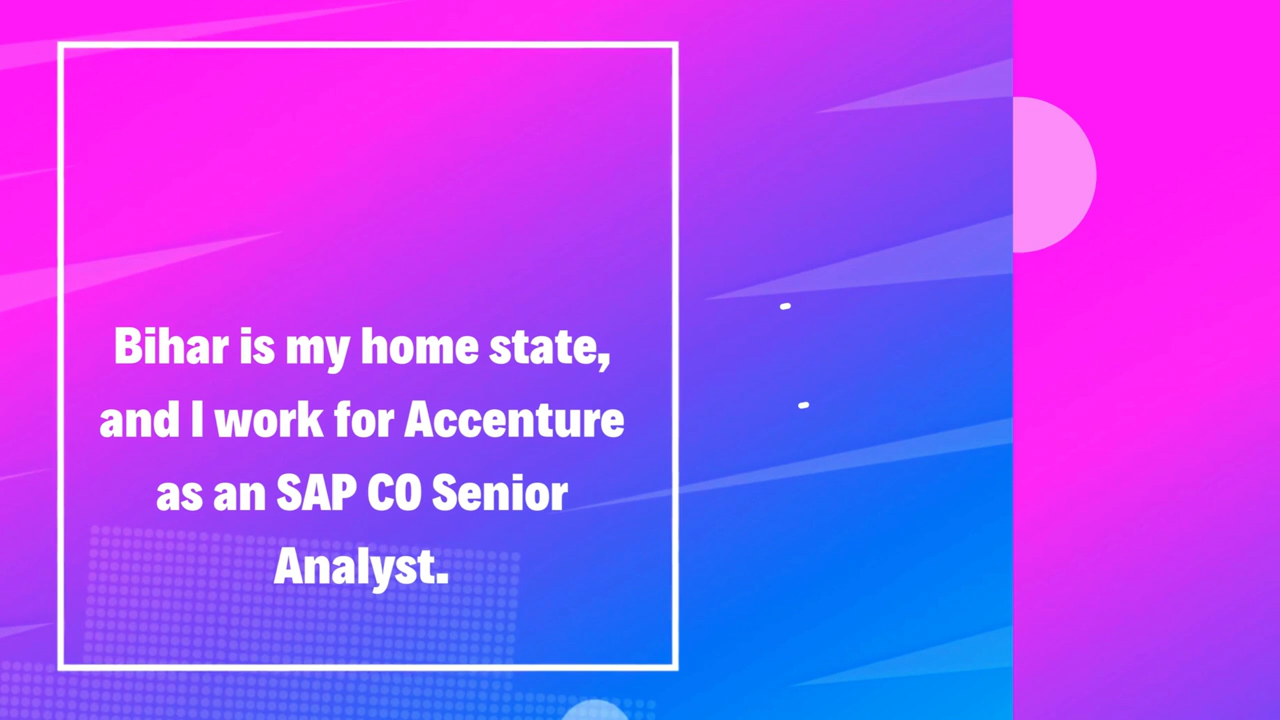 Bihar is my home state,
and I work for Accenture
as an SAP CO Senior
Analyst.